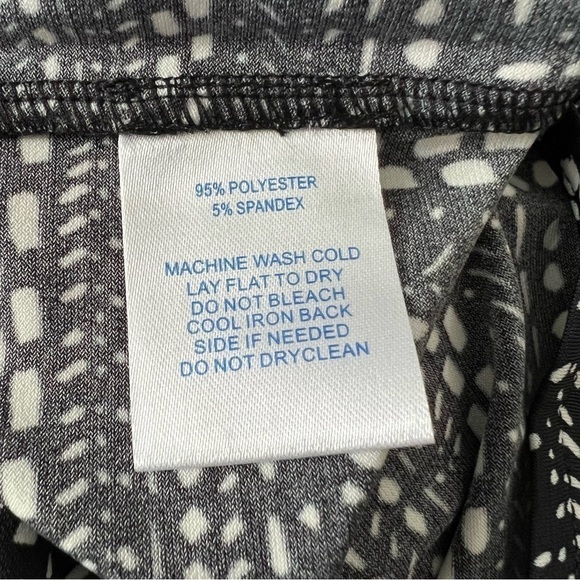 95% POLYESTER
5% SPANDEX
MACHINE WASH COLD
LAY FLAT TO DRY
DO NOT BLEACH
COOL IRON BACK
SIDE IF NEEDED
DO NOT DRYCLEAN